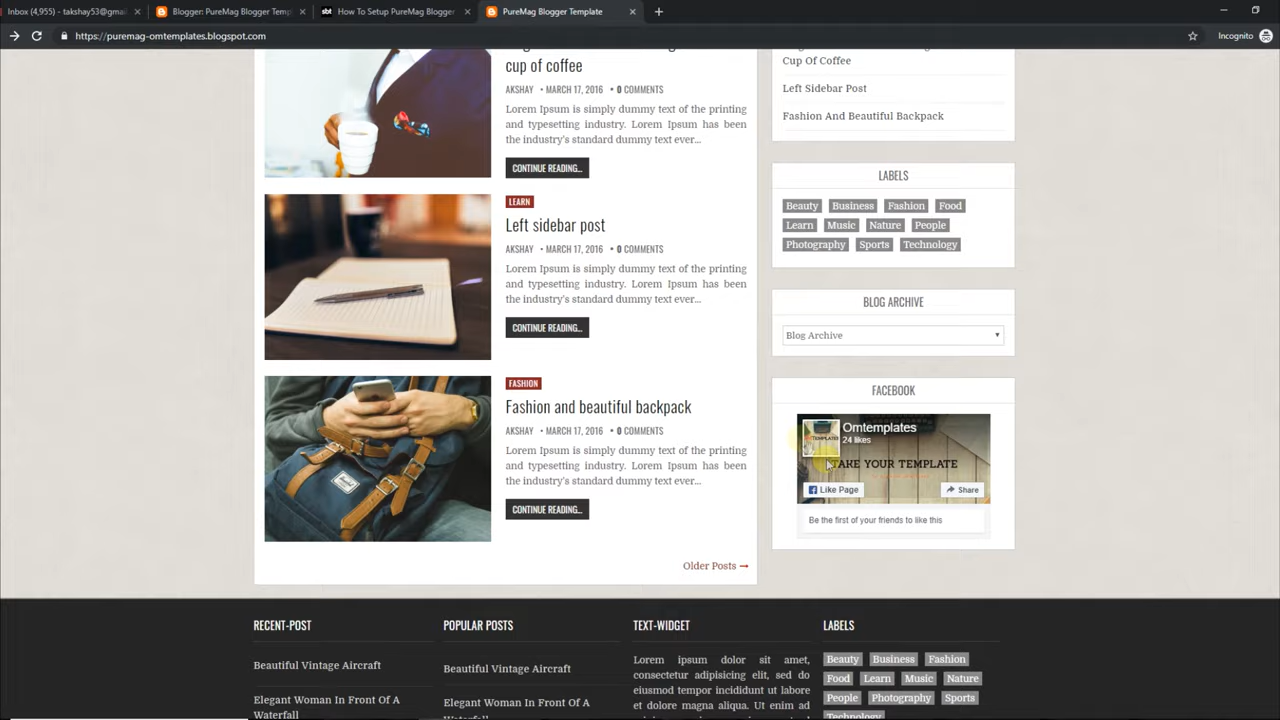 Inbox (4,955) - takshay53@gmai
Blogger: PureMag Blogger Temp
sbt How To Setup PureMag Blogger
PureMag Blogger Template
https://puremag-omtemplates.blogspot.com
Incognito
cup of coffee
AKSHAY • MARCH 17, 2016 • 0 COMMENTS
Lorem Ipsum is simply dummy text of the printing
and typesetting industry. Lorem Ipsum has been
the industry's standard dummy text ever...
CONTINUE READING...
LEARN
Left sidebar post
AKSHAY • MARCH 17, 2016 • 0 COMMENTS
Lorem Ipsum is simply dummy text of the printing
and typesetting industry. Lorem Ipsum has been
the industry's standard dummy text ever...
CONTINUE READING...
FASHION
Fashion and beautiful backpack
AKSHAY • MARCH 17, 2016 • 0 COMMENTS
Lorem Ipsum is simply dummy text of the printing
and typesetting industry. Lorem Ipsum has been
the industry's standard dummy text ever...
CONTINUE READING...
Older Posts →
Cup Of Coffee
Left Sidebar Post
Fashion And Beautiful Backpack
LABELS
Beauty Business Fashion Food
Learn Music Nature People
Photography Sports Technology
BLOG ARCHIVE
Blog Archive
FACEBOOK
Omtemplates
24 likes
TAKE YOUR TEMPLATE
Like Page
Share
Be the first of your friends to like this
RECENT-POST
Beautiful Vintage Aircraft
Elegant Woman In Front Of A
Waterfall
POPULAR POSTS
Beautiful Vintage Aircraft
Elegant Woman In Front Of A
Waterfall
TEXT-WIDGET
Lorem ipsum dolor sit amet,
consectetur adipisicing elit, sed do
eiusmod tempor incididunt ut labore
et dolore magna aliqua. Ut enim ad
LABELS
Beauty Business Fashion
Food Learn Music Nature
People Photography Sports
Technology